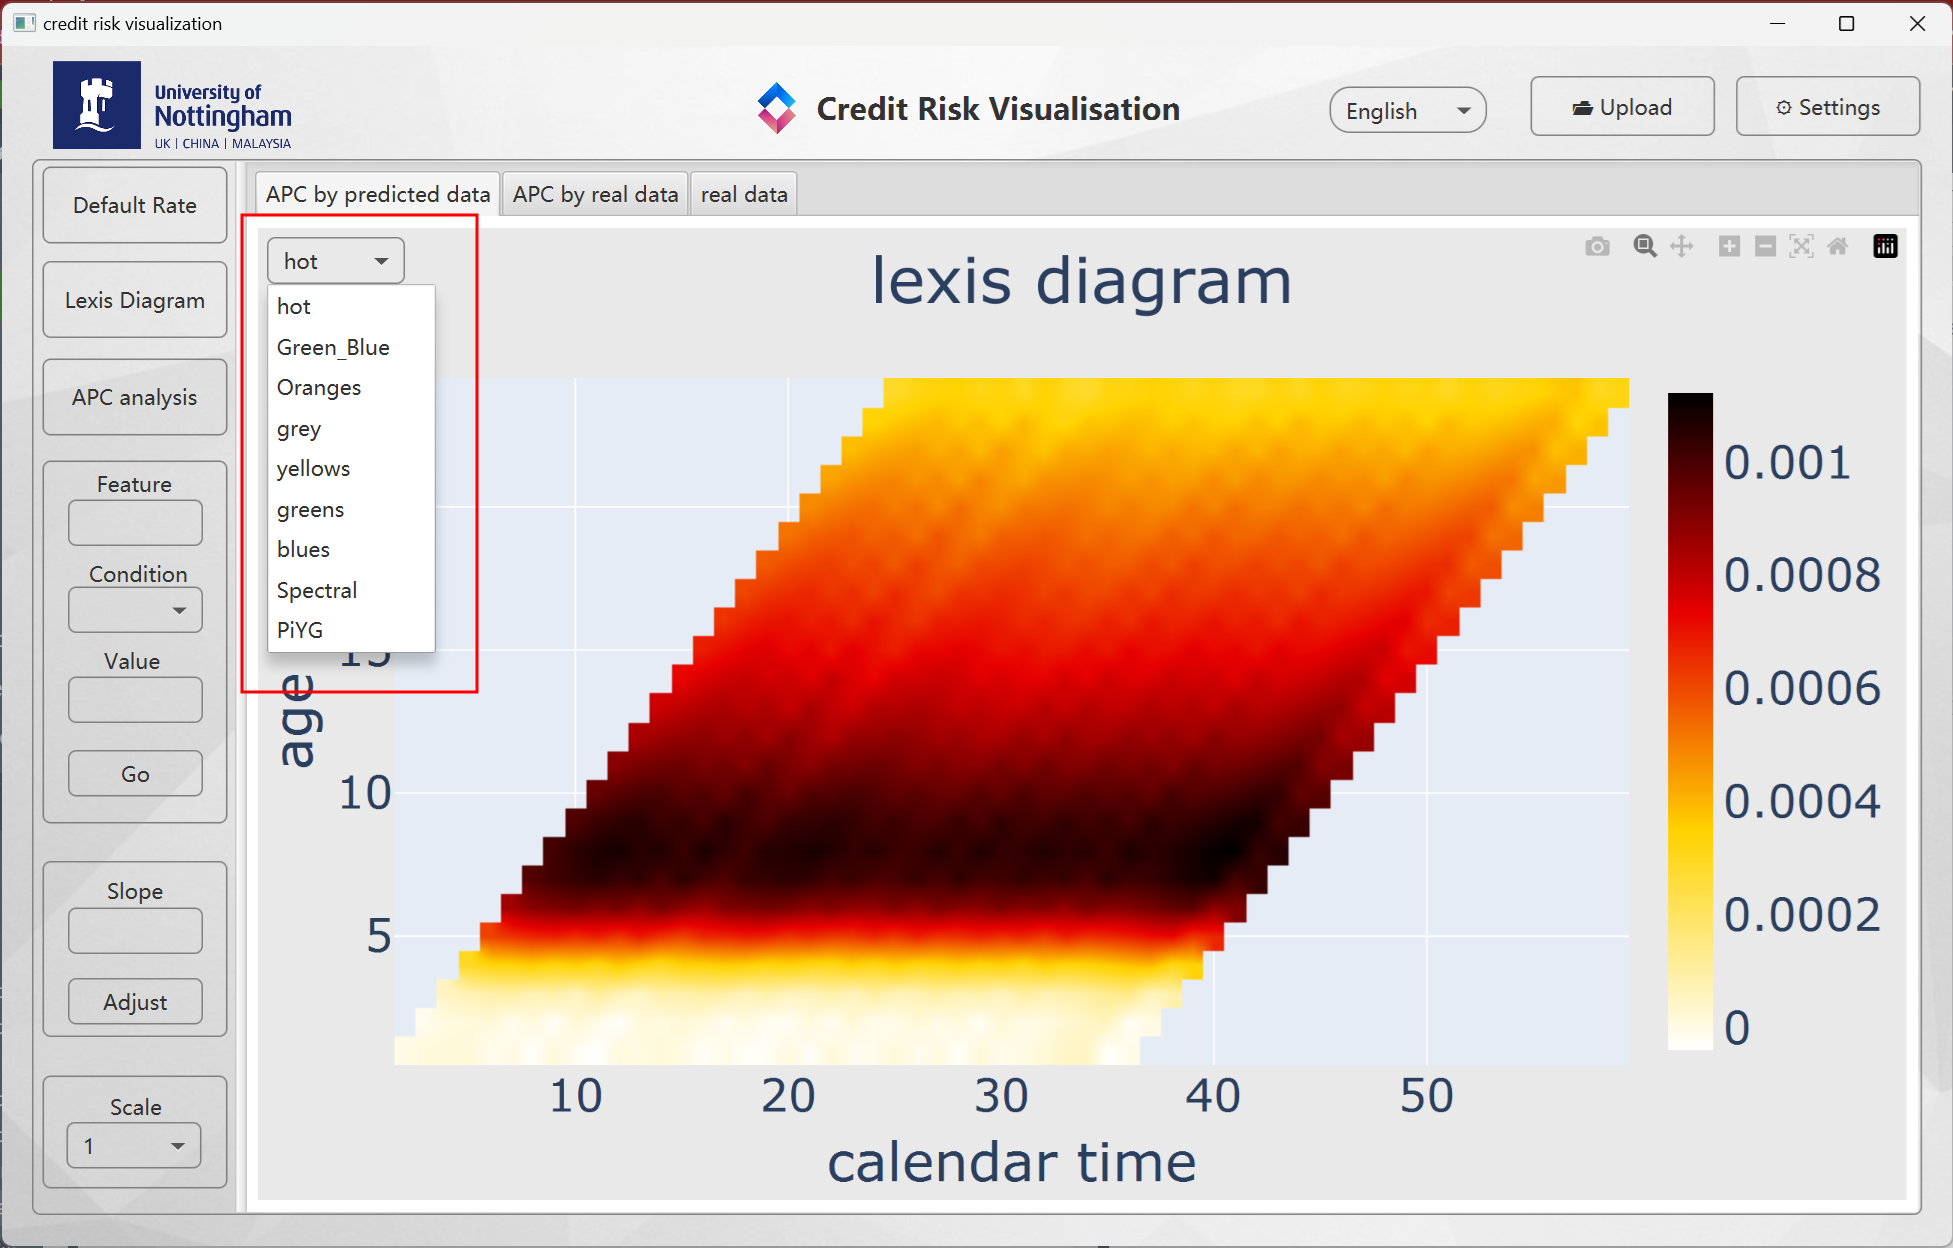 credit risk visualization
University of
Nottingham
UK | CHINA | MALAYSIA
Credit Risk Visualisation
English
Upload
Settings
Default Rate
Lexis Diagram
APC analysis
Feature
Condition
Value
Go
Slope
Adjust
Scale
1
APC by predicted data
APC by real data
real data
hot
hot
Green_Blue
Oranges
grey
yellows
greens
blues
Spectral
PiYG
lexis diagram
age
15
10
5
10
20
30
40
50
calendar time
0.001
0.0008
0.0006
0.0004
0.0002
0